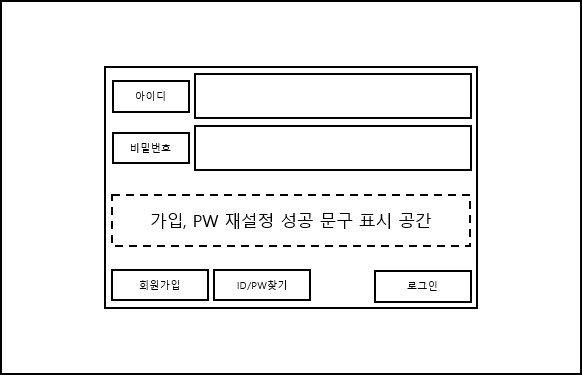 아이디
비밀번호
가입, PW 재설정 성공 문구 표시 공간
회원가입
ID/PW찾기
로그인